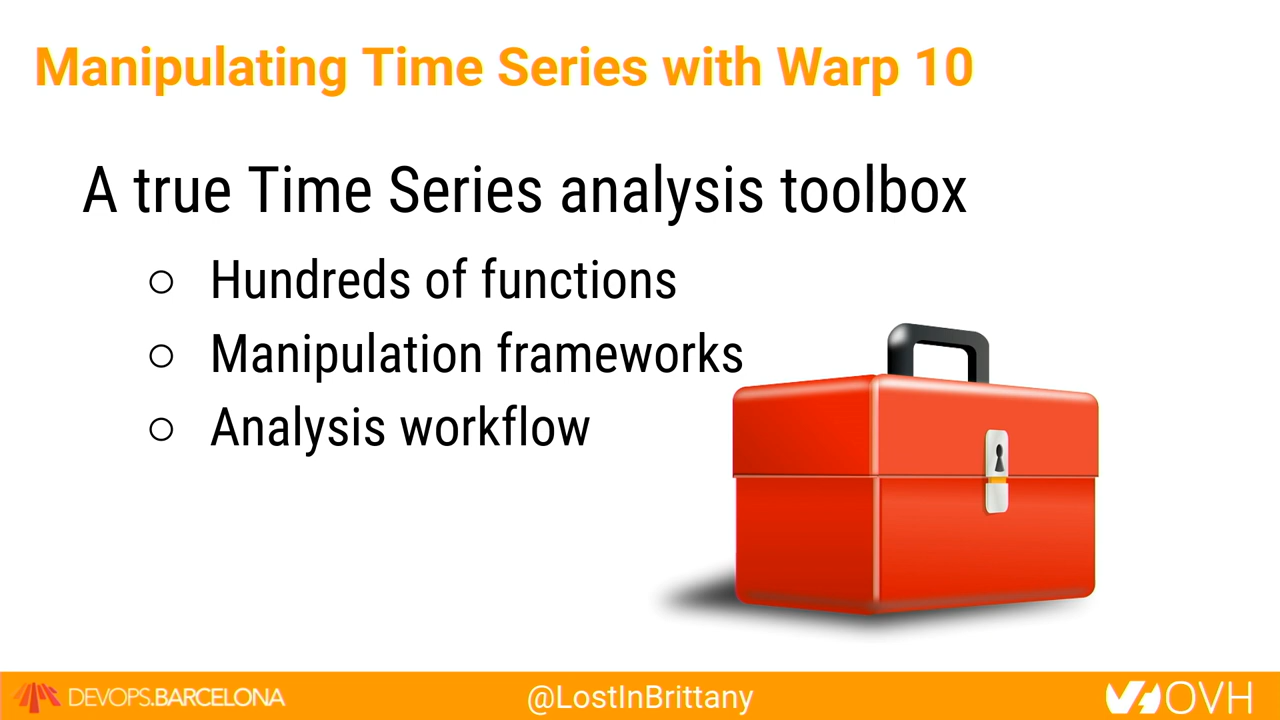 Manipulating Time Series with Warp 10
A true Time Series analysis toolbox
○ Hundreds of functions
○ Manipulation frameworks
○ Analysis workflow
DEVOPS.BARCELONA
@LostInBrittany
OVH